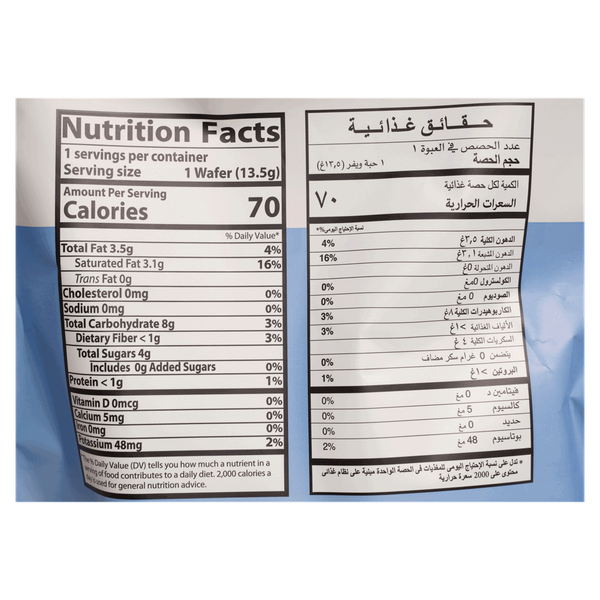 Nutrition Facts
1 servings per container
Serving size 1 Wafer (13.5g)
Amount Per Serving
Calories 70
% Daily Value*
Total Fat 3.5g 4%
Saturated Fat 3.1g 16%
Trans Fat 0g
Cholesterol 0mg 0%
Sodium 0mg 0%
Total Carbohydrate 8g 3%
Dietary Fiber < 1g 3%
Total Sugars 4g
Includes 0g Added Sugars 0%
Protein < 1g 1%
Vitamin D 0mcg 0%
Calcium 5mg 0%
Iron 0mg 0%
Potassium 48mg 2%
The % Daily Value (DV) tells you how much a nutrient in a
serving of food contributes to a daily diet. 2,000 calories a
day is used for general nutrition advice.
حقائق غذائية
عدد الحصص في العبوة ١
حجم الحصة ١ حبة ويفر (١٣,٥غ)
الكمية لكل حصة غذائية
السعرات الحرارية ٧٠
نسبة الإحتياج اليومى%*
الدهون الكلية ٣,٥غ 4%
الدهون المشبعة ٣,١غ 16%
الدهون المتحولة 0غ
الكولسترول 0مغ 0%
الصوديوم 0 مغ 0%
الكاربوهيدرات الكلية ٨غ 3%
الألياف الغذائية >١غ 3%
السكريات الكلية ٤ غ
يتضمن 0 غرام سكر مضاف 0%
البروتين >١غ 1%
فيتامين د 0 مغ 0%
كالسيوم 5 مغ 0%
حديد 0 مغ 0%
بوتاسيوم 48 مغ 2%
* تدل على نسبة الإحتياج اليومى للمغذيات فى الحصة الواحدة مبنية على نظام غذائى
محتوى على 2000 سعرة حرارية